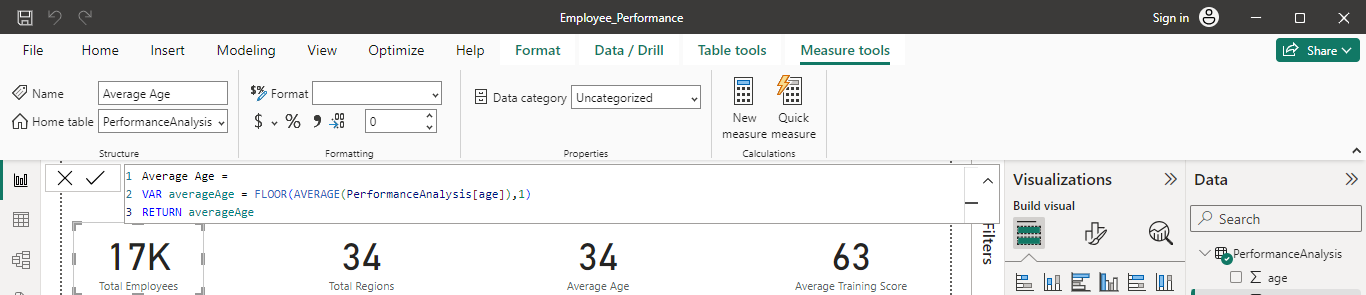 Employee_Performance
Sign in
File Home Insert Modeling View Optimize Help Format Data / Drill Table tools Measure tools
Share
Name Average Age
Home table PerformanceAnalysis
Structure
$% Format
$ % 9 .00
0
Formatting
Data category Uncategorized
Properties
New measure
Quick measure
Calculations
1 Average Age =
2 VAR averageAge = FLOOR(AVERAGE(PerformanceAnalysis[age]),1)
3 RETURN averageAge
17K
Total Employees
34
Total Regions
34
Average Age
63
Average Training Score
Filters
Visualizations
Build visual
Data
Search
PerformanceAnalysis
Σ age